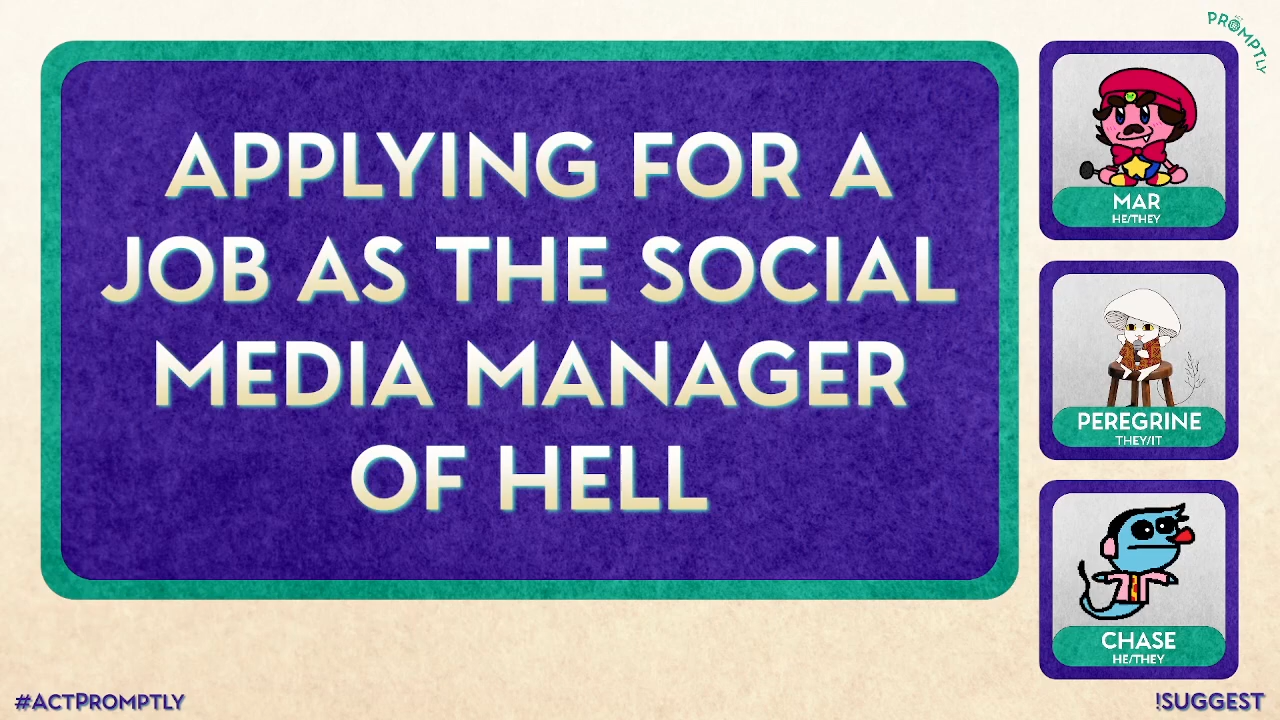 APPLYING FOR A
JOB AS THE SOCIAL
MEDIA MANAGER
OF HELL
ACT
PROMPTLY
MAR
HE/THEY
PEREGRINE
THEY/IT
CHASE
HE/THEY
#ACTPROMPTLY
!SUGGEST